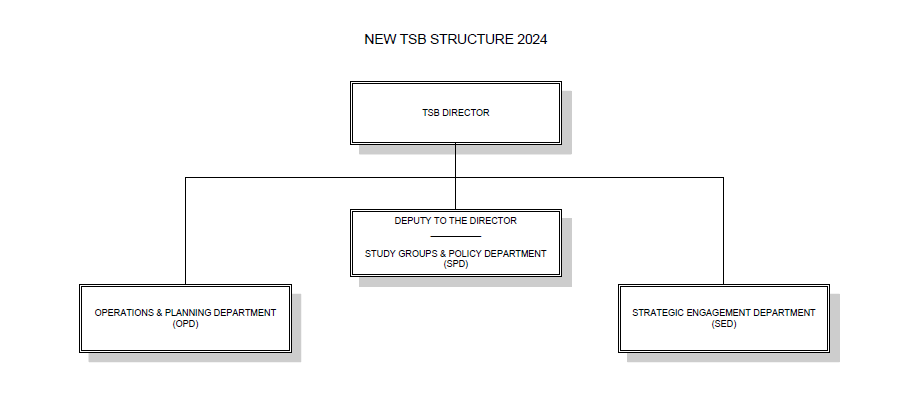 NEW TSB STRUCTURE 2024
TSB DIRECTOR
DEPUTY TO THE DIRECTOR
STUDY GROUPS & POLICY DEPARTMENT
(SPD)
OPERATIONS & PLANNING DEPARTMENT
(OPD)
STRATEGIC ENGAGEMENT DEPARTMENT
(SED)